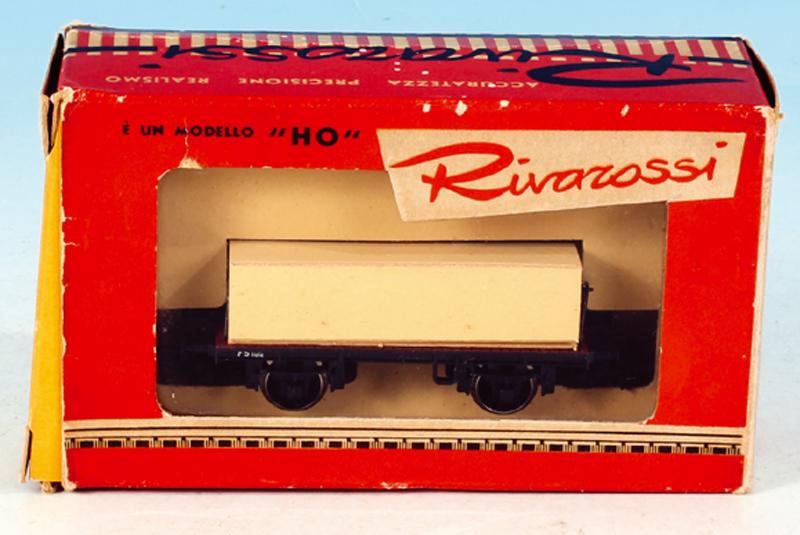 Rivarossi
ACCURATEZZA PRECISIONE REALISMO
È UN MODELLO "HO"
Rivarossi